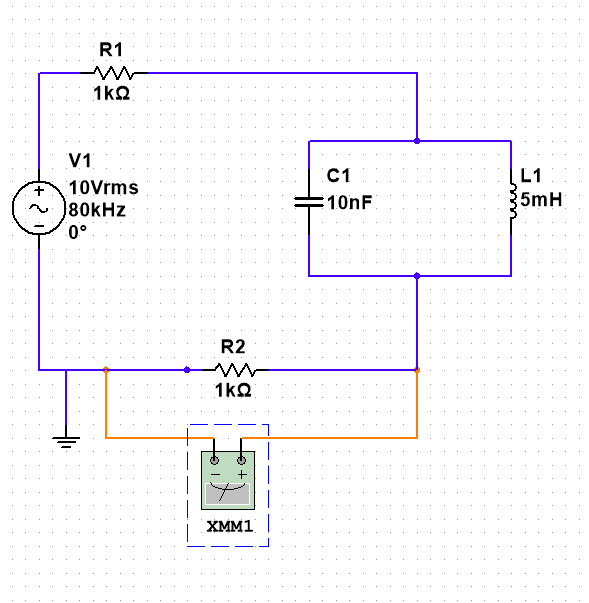 R1
1kΩ
V1
10Vrms
80kHz
0°
C1
10nF
L1
5mH
R2
1kΩ
XMM1